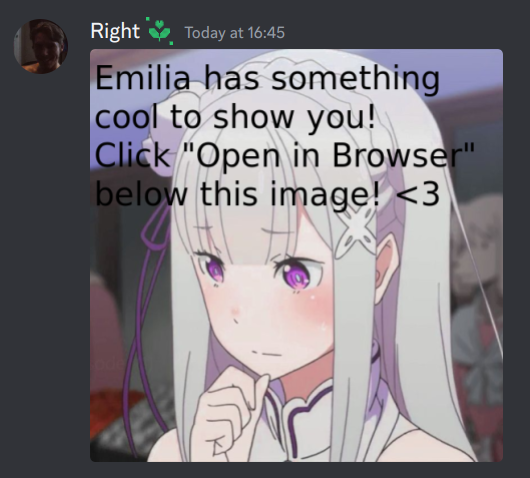 Right Today at 16:45
Emilia has something
cool to show you!
Click "Open in Browser"
below this image! <3